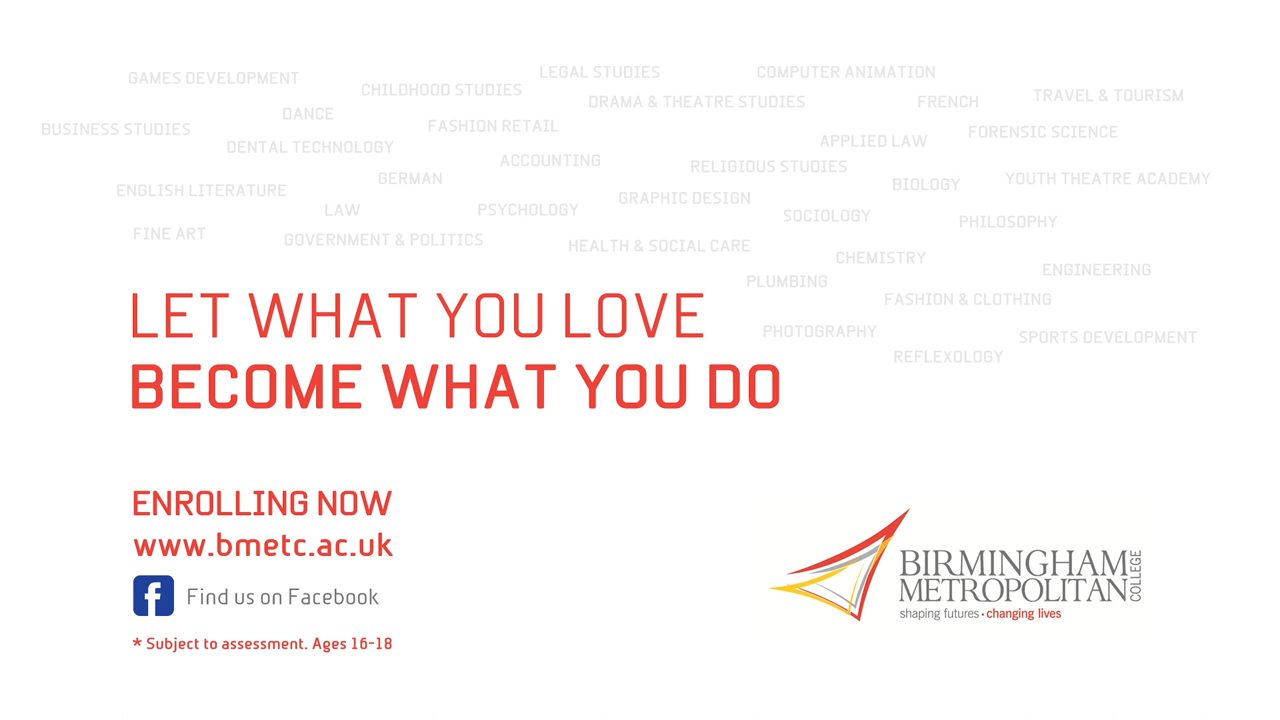 GAMES DEVELOPMENT
CHILDHOOD STUDIES
LEGAL STUDIES
COMPUTER ANIMATION
DRAMA & THEATRE STUDIES
FRENCH
TRAVEL & TOURISM
BUSINESS STUDIES
DANCE
FASHION RETAIL
FORENSIC SCIENCE
DENTAL TECHNOLOGY
ACCOUNTING
APPLIED LAW
RELIGIOUS STUDIES
ENGLISH LITERATURE
GERMAN
GRAPHIC DESIGN
BIOLOGY
YOUTH THEATRE ACADEMY
LAW
PSYCHOLOGY
SOCIOLOGY
PHILOSOPHY
FINE ART
GOVERNMENT & POLITICS
HEALTH & SOCIAL CARE
CHEMISTRY
ENGINEERING
PLUMBING
FASHION & CLOTHING
PHOTOGRAPHY
SPORTS DEVELOPMENT
REFLEXOLOGY
LET WHAT YOU LOVE
BECOME WHAT YOU DO
ENROLLING NOW
www.bmetc.ac.uk
f Find us on Facebook
* Subject to assessment. Ages 16-18
BIRMINGHAM
METROPOLITAN
COLLEGE
shaping futures • changing lives